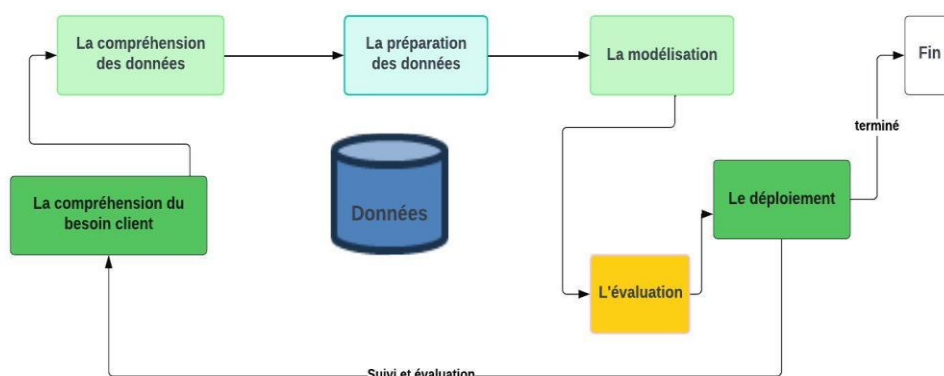 La compréhension
des données
La préparation
des données
La modélisation
Fin
terminé
La compréhension du
besoin client
Données
Le déploiement
L'évaluation
Suivi et évaluation